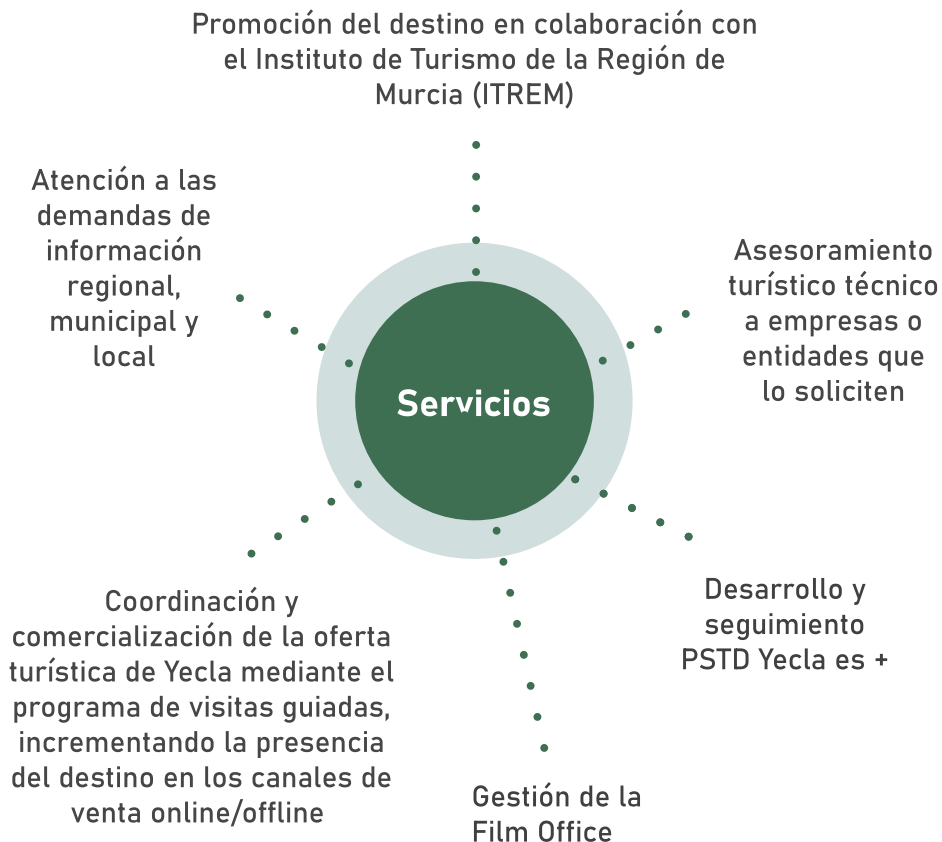 Promoción del destino en colaboración con
el Instituto de Turismo de la Región de
Murcia (ITREM)
Atención a las
demandas de
información
regional,
municipal y
local
Asesoramiento
turístico técnico
a empresas o
entidades que
lo soliciten
Servicios
Coordinación y
comercialización de la oferta
turística de Yecla mediante el
programa de visitas guiadas,
incrementando la presencia
del destino en los canales de
venta online/offline
Desarrollo y
seguimiento
PSTD Yecla es +
Gestión de la
Film Office